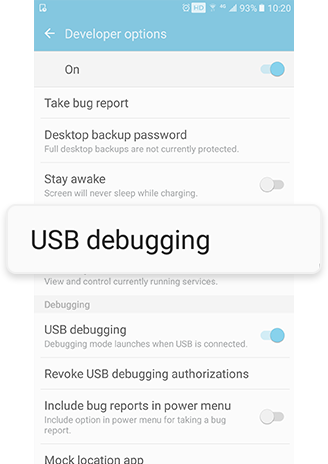 HD 4G 93% 10:20
Developer options
On
Take bug report
Desktop backup password
Full desktop backups are not currently protected.
Stay awake
Screen will never sleep while charging.
USB debugging
View and control currently running services.
Debugging
USB debugging
Debugging mode launches when USB is connected.
Revoke USB debugging authorizations
Include bug reports in power menu
Include option in power menu for taking a bug
report.
Mock location app